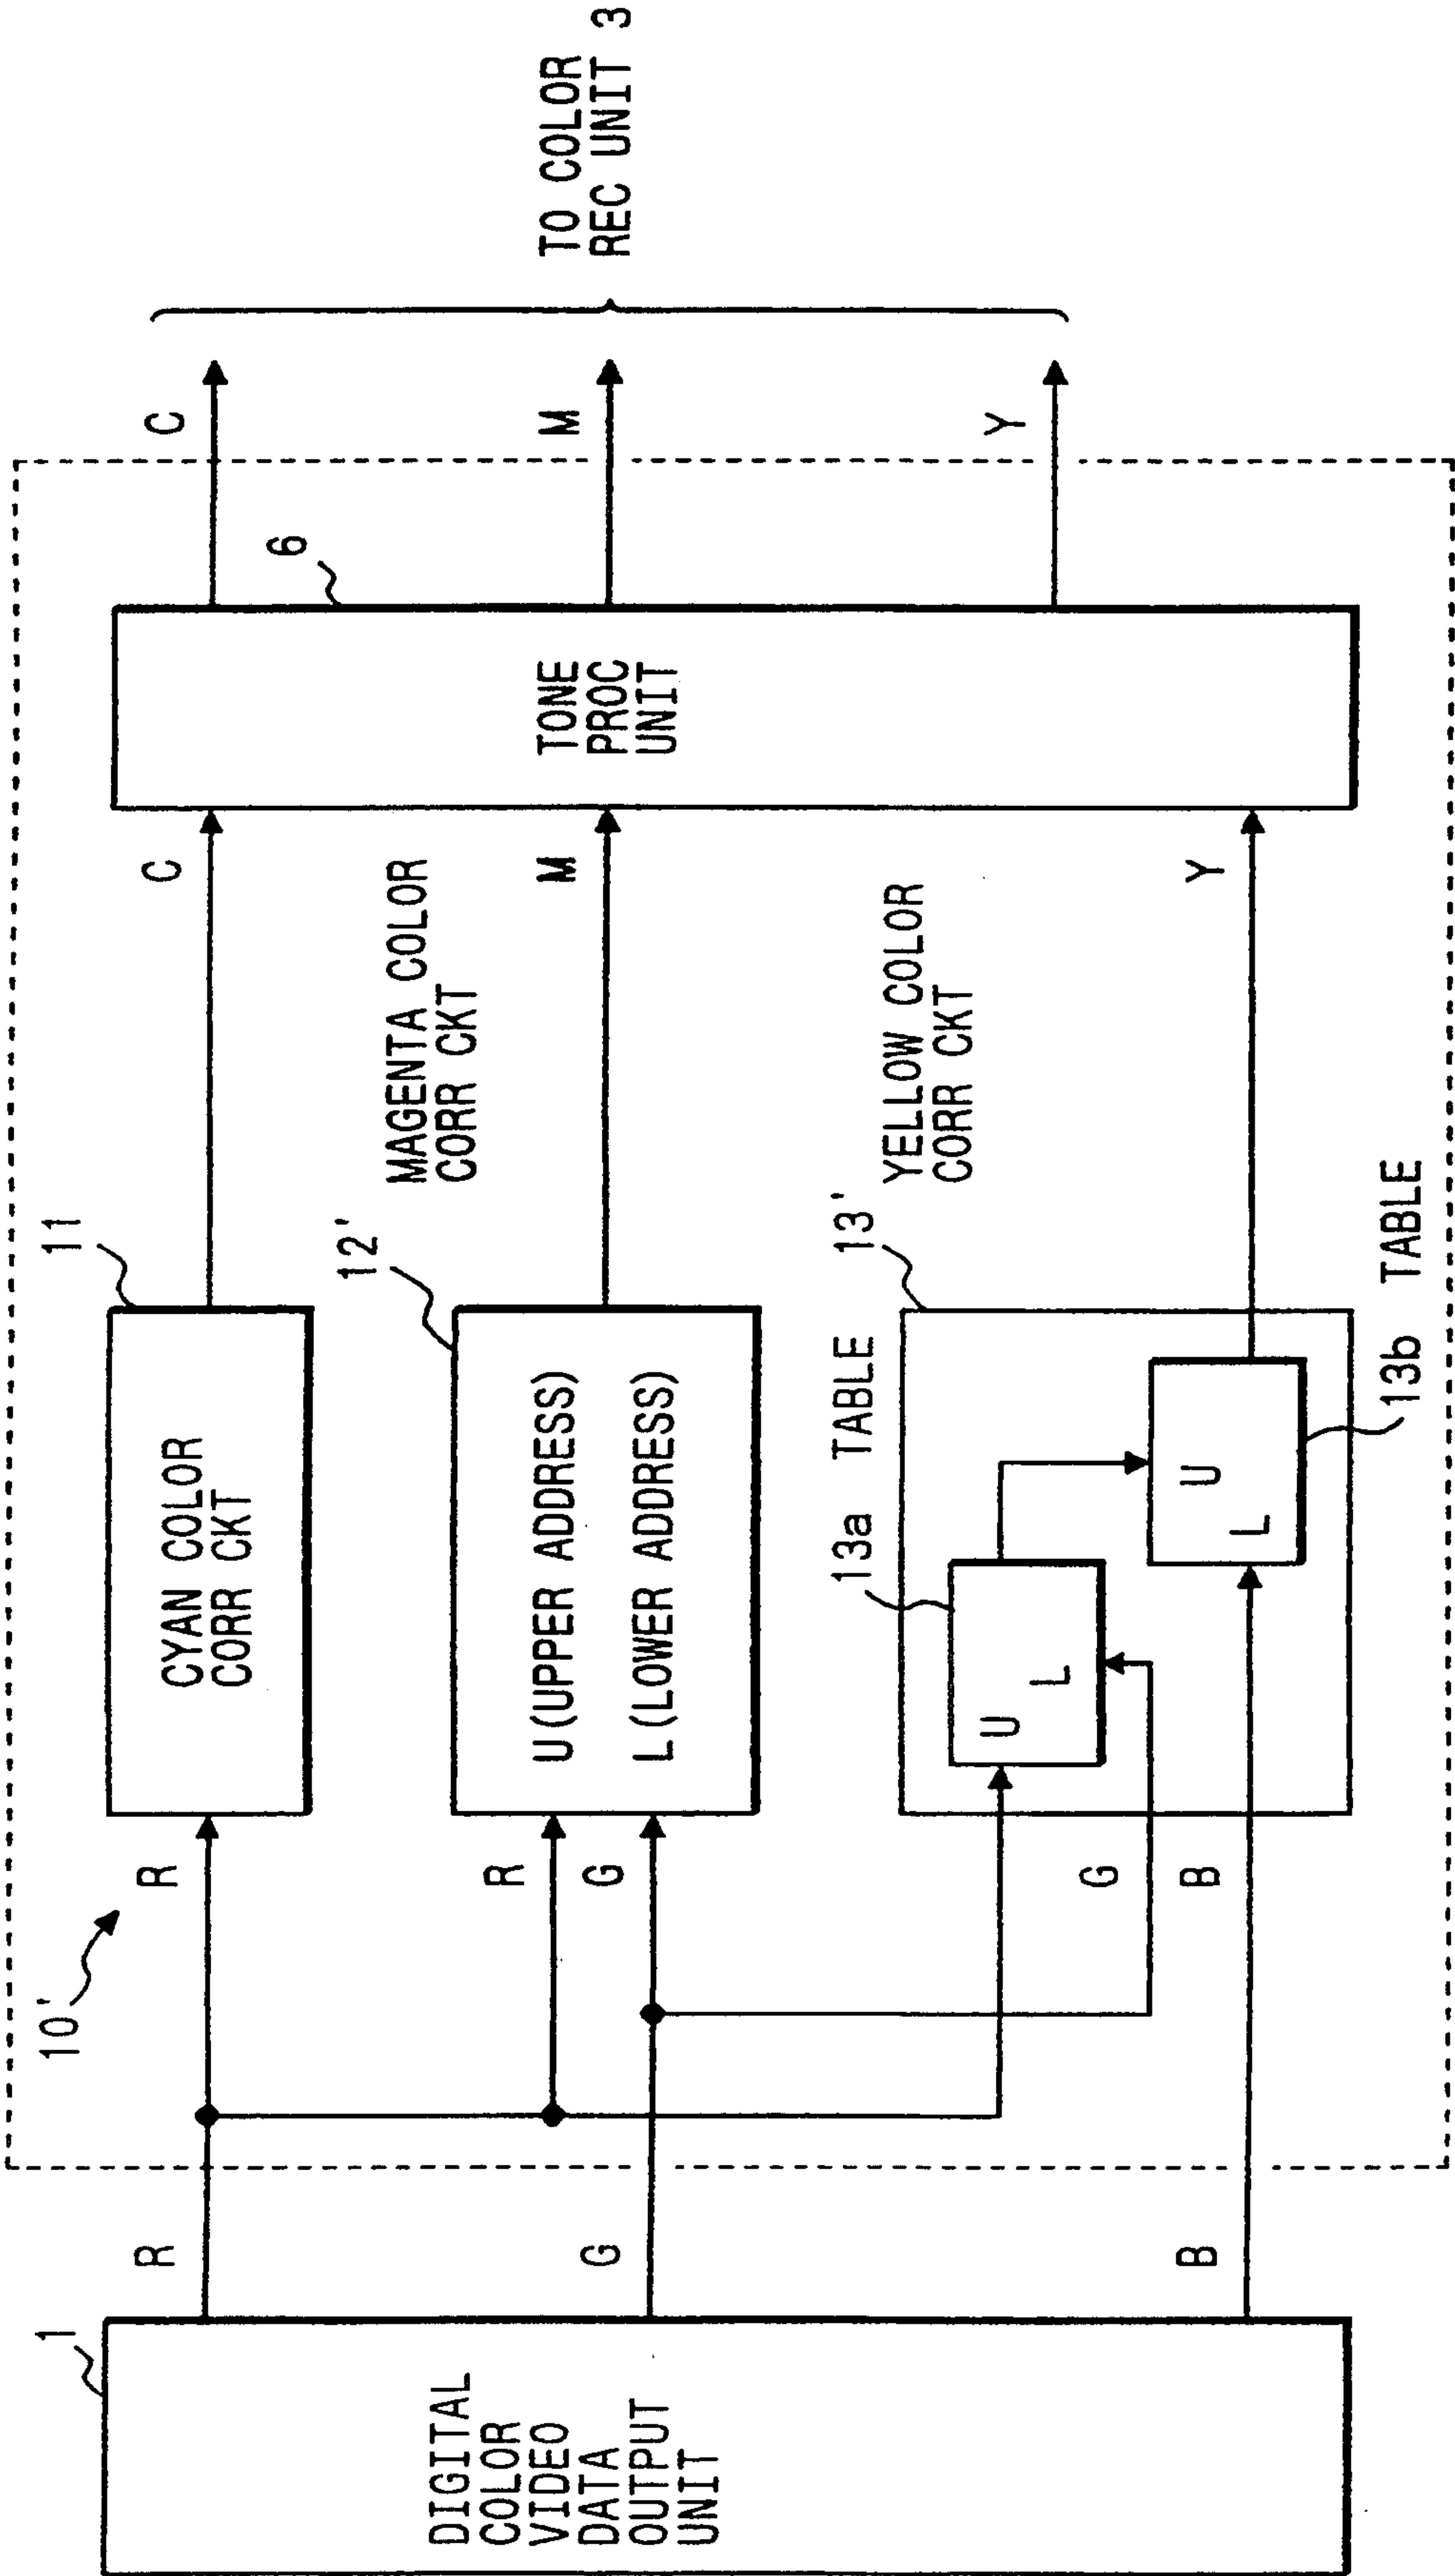 1
DIGITAL
COLOR
VIDEO
DATA
OUTPUT
UNIT
R
G
B
10'
R
R
G
G
B
11
CYAN COLOR
CORR CKT
12'
U(UPPER ADDRESS)
L(LOWER ADDRESS)
MAGENTA COLOR
CORR CKT
13a TABLE
13'
U
L
U
L
13b TABLE
YELLOW COLOR
CORR CKT
C
M
Y
6
TONE
PROC
UNIT
C
M
Y
TO COLOR
REC UNIT 3